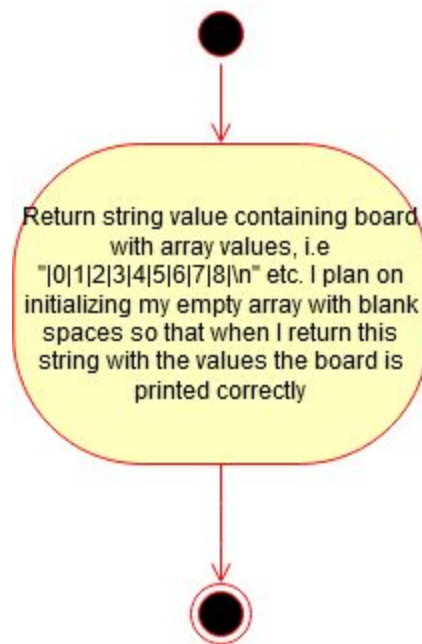 Return string value containing board
with array values, i.e
"|0|1|2|3|4|5|6|7|8|\n" etc. I plan on
initializing my empty array with blank
spaces so that when I return this
string with the values the board is
printed correctly